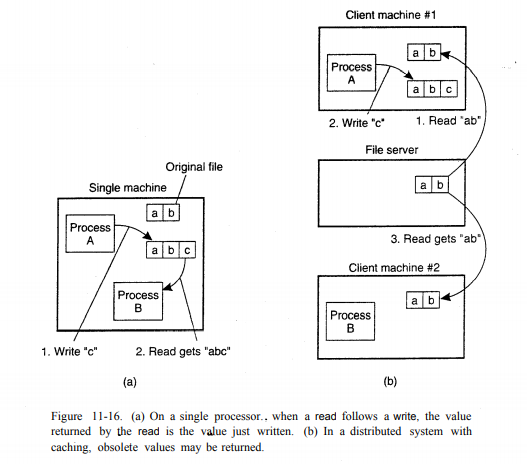 Client machine #1
a b
Process
A
a b c
2. Write "c"
1. Read "ab"
File server
a b
3. Read gets "ab"
Client machine #2
a b
Process
B
(b)
Original file
Single machine
a b
Process
A
a b c
Process
B
1. Write "c"
2. Read gets "abc"
(a)
Figure 11-16. (a) On a single processor., when a read follows a write, the value
returned by the read is the value just written. (b) In a distributed system with
caching, obsolete values may be returned.